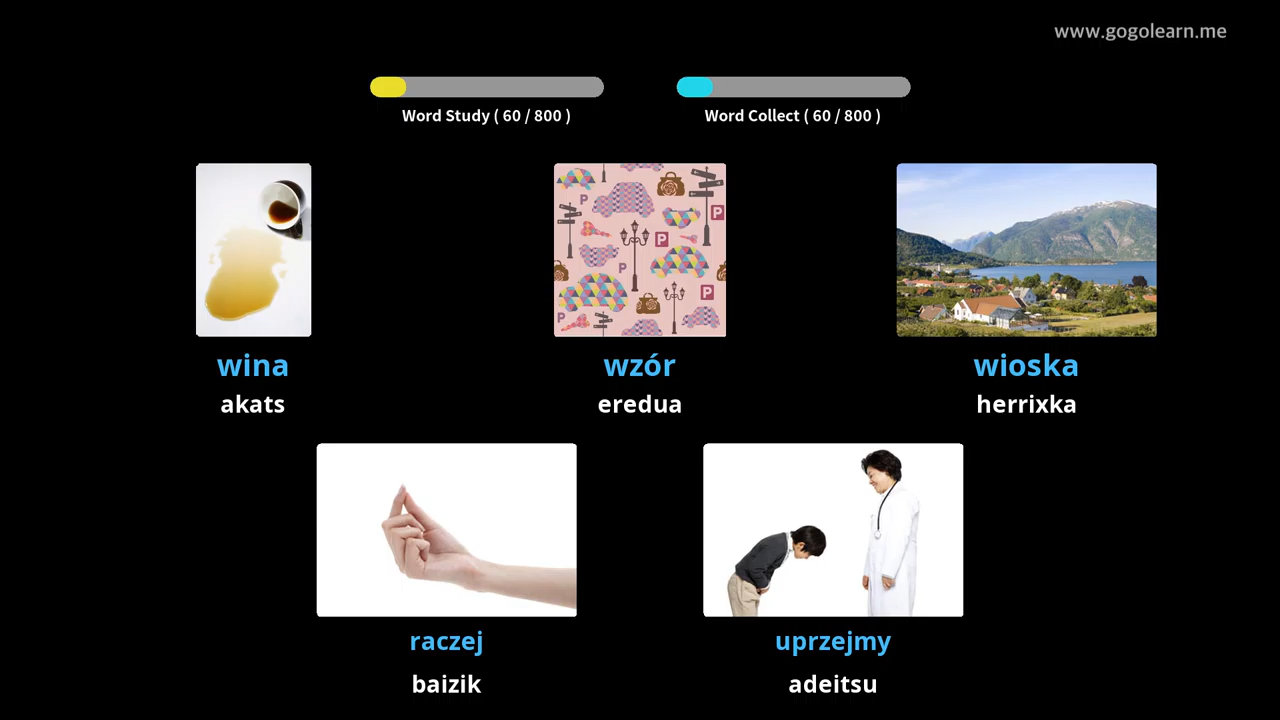 www.gogolearn.me
Word Study ( 60 / 800 )
Word Collect ( 60 / 800 )
P
P
P
P
P
P
wina
wzór
wioska
akats
eredua
herrixka
raczej
uprzejmy
baizik
adeitsu